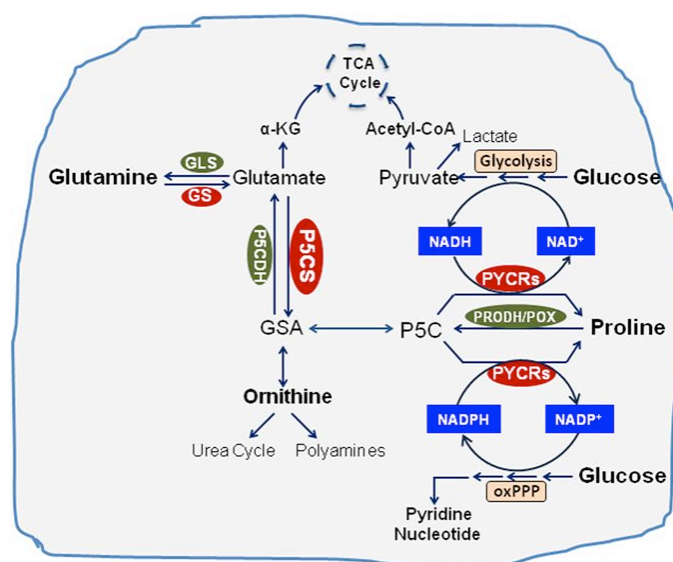 TCA
Cycle
α-KG
Acetyl-CoA
Lactate
GLS
Glycolysis
Glutamine
Glutamate
Pyruvate
Glucose
GS
P5CDH
P5CS
NADH
NAD⁺
PYCRs
PRODH/POX
GSA
P5C
Proline
PYCRs
Ornithine
NADPH
NADP⁺
Urea Cycle
Polyamines
Glucose
oxPPP
Pyridine
Nucleotide